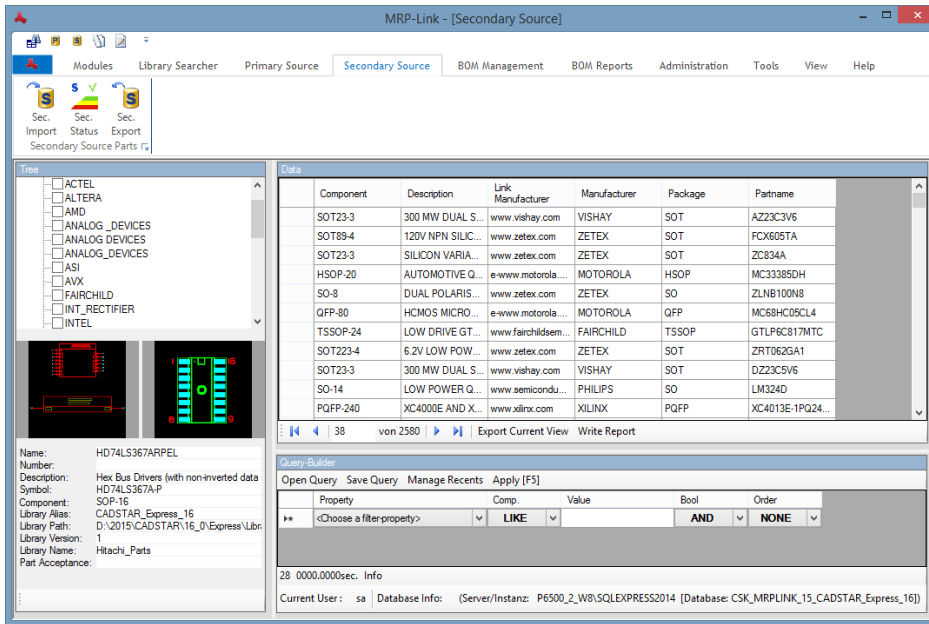 MRP-Link - [Secondary Source]
Modules Library Searcher Primary Source Secondary Source BOM Management BOM Reports Administration Tools View Help
Sec. Import Sec. Status Sec. Export
Secondary Source Parts
Tree
ACTEL
ALTERA
AMD
ANALOG _DEVICES
ANALOG DEVICES
ANALOG_DEVICES
ASI
AVX
FAIRCHILD
INT_RECTIFIER
INTEL
Name: HD74LS367ARPEL
Number:
Description: Hex Bus Drivers (with non-inverted data
Symbol: HD74LS367A-P
Component: SOP-16
Library Alias: CADSTAR_Express_16
Library Path: D:\2015\CADSTAR\16_0\Express\Libr
Library Version: 1
Library Name: Hitachi_Parts
Part Acceptance:
Data
Component Description Link Manufacturer Manufacturer Package Partname
SOT23-3 300 MW DUAL S... www.vishay.com VISHAY SOT AZ23C3V6
SOT89-4 120V NPN SILIC... www.zetex.com ZETEX SOT FCX605TA
SOT23-3 SILICON VARIA... www.zetex.com ZETEX SOT ZC834A
HSOP-20 AUTOMOTIVE Q... e-www.motorola.... MOTOROLA HSOP MC33385DH
SO-8 DUAL POLARIS... www.zetex.com ZETEX SO ZLNB100N8
QFP-80 HCMOS MICRO... e-www.motorola.... MOTOROLA QFP MC68HC05CL4
TSSOP-24 LOW DRIVE GT... www.fairchildsem... FAIRCHILD TSSOP GTLP6C817MTC
SOT223-4 6.2V LOW POW... www.zetex.com ZETEX SOT ZRT062GA1
SOT23-3 300 MW DUAL S... www.vishay.com VISHAY SOT DZ23C5V6
SO-14 LOW POWER Q... www.semicondu... PHILIPS SO LM324D
PQFP-240 XC4000E AND X... www.xilinx.com XILINX PQFP XC4013E-1PQ24...
38 von 2580 Export Current View Write Report
Query-Builder
Open Query Save Query Manage Recents Apply [F5]
Property Comp. Value Bool Order
<Choose a filter-property> LIKE AND NONE
28 0000.0000sec. Info
Current User : sa Database Info: (Server/Instanz: P6500_2_W8\SQLEXPRESS2014 [Database: CSK_MRPLINK_15_CADSTAR_Express_16])